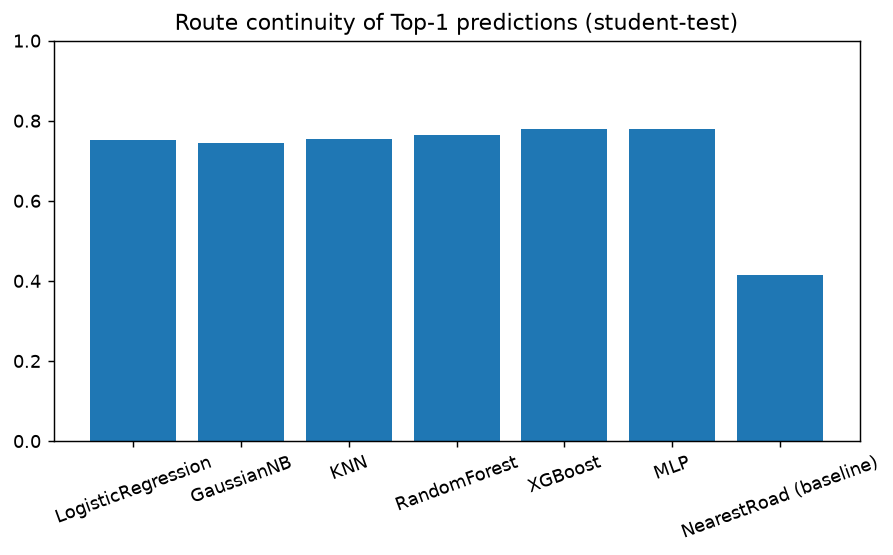 Route continuity of Top-1 predictions (student-test)
1.0
0.8
0.6
0.4
0.2
0.0
LogisticRegression
GaussianNB
KNN
RandomForest
XGBoost
MLP
NearestRoad (baseline)